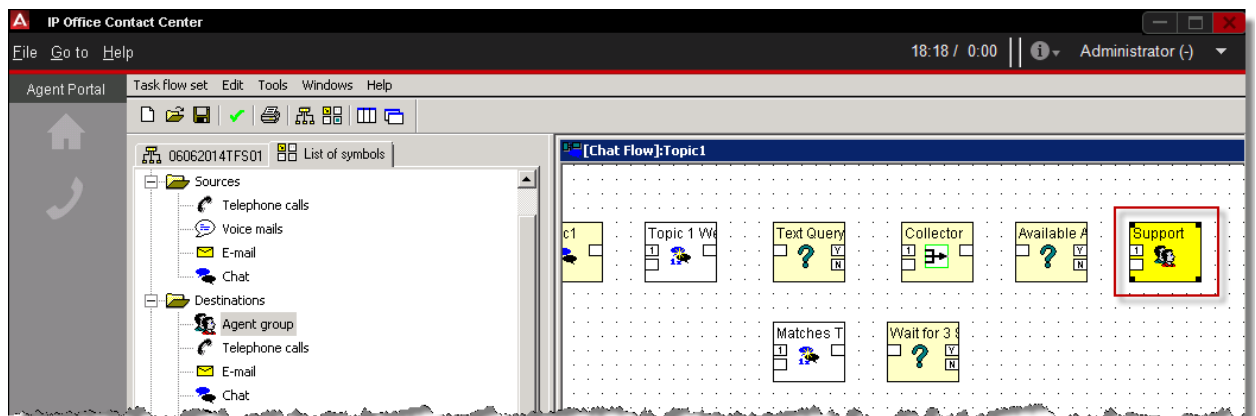 IP Office Contact Center
File Go to Help
18:18 / 0:00
Administrator (-)
Agent Portal
Task flow set Edit Tools Windows Help
06062014TFS01
List of symbols
[Chat Flow]:Topic1
Sources
Telephone calls
Voice mails
E-mail
Chat
Destinations
Agent group
Telephone calls
E-mail
Chat
c1
Topic 1 We
1
Text Query
Y
N
Collector
1
Available A
Y
N
Support
1
Matches T
1
Wait for 3 S
Y
N